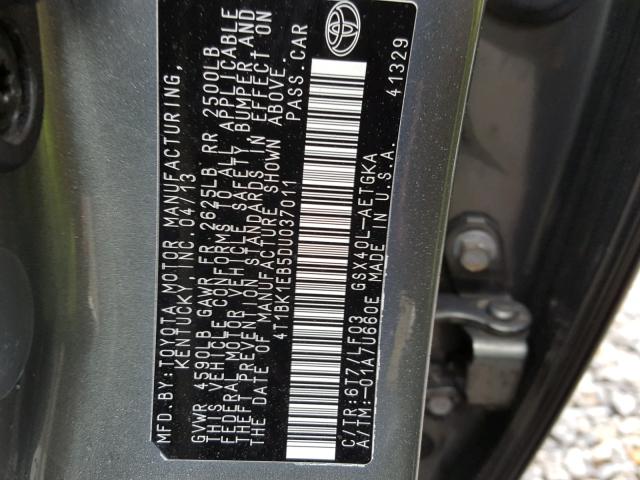 MFD.BY:TOYOTA MOTOR MANUFACTURING,
KENTUCKY, INC. 04/13
GVWR 4590LB GAWR FR 2625LB RR 2500LB
THIS VEHICLE CONFORMS TO ALL APPLICABLE
FEDERAL MOTOR VEHICLE SAFETY, BUMPER AND
THEFT PREVENTION STANDARDS IN EFFECT ON
THE DATE OF MANUFACTURE SHOWN ABOVE.
4T1BK1EB5DU037011 PASS.CAR
C/TR:6T7/LF03 GSX40L-AETGKA
A/TM:-01A/U660E MADE IN U.S.A. 41329